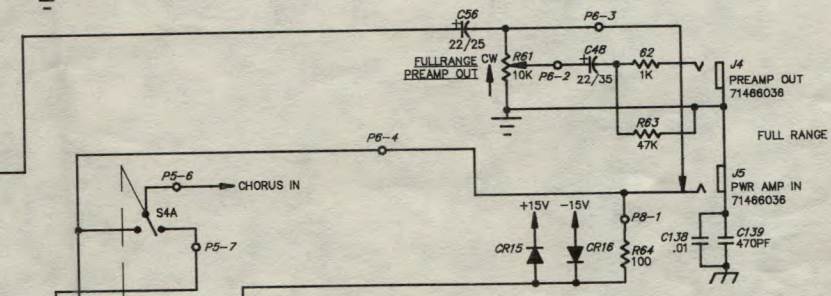 C56
+
22/25
P6-3
FULLRANGE
PREAMP OUT
CW
R61
10K
P6-2
+
C48
22/35
62
1K
J4
PREAMP OUT
71466036
R63
47K
FULL RANGE
P6-4
P5-6
CHORUS IN
S4A
P5-7
+15V
-15V
CR15
CR16
P8-1
R64
100
J5
PWR AMP IN
71466036
C138
.01
C139
470PF